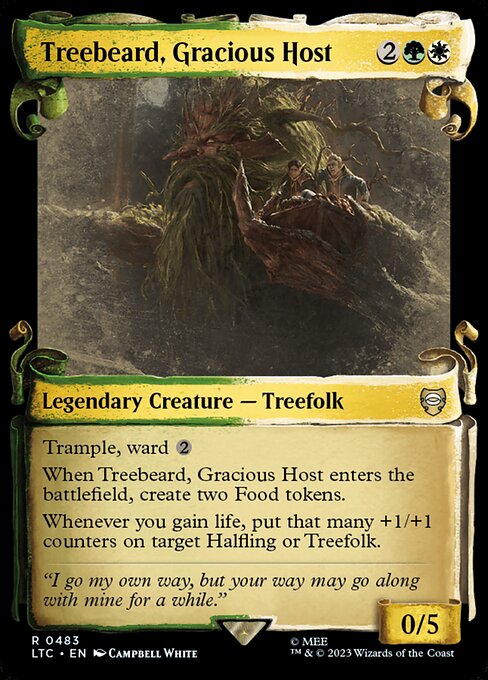 Treebeard, Gracious Host 2
Legendary Creature — Treefolk
Trample, ward 2
When Treebeard, Gracious Host enters the
battlefield, create two Food tokens.
Whenever you gain life, put that many +1/+1
counters on target Halfling or Treefolk.
“I go my own way, but your way may go along
with mine for a while.”
0/5
R 0483
LTC • EN Campbell White
© MEE
™ & © 2023 Wizards of the Coast